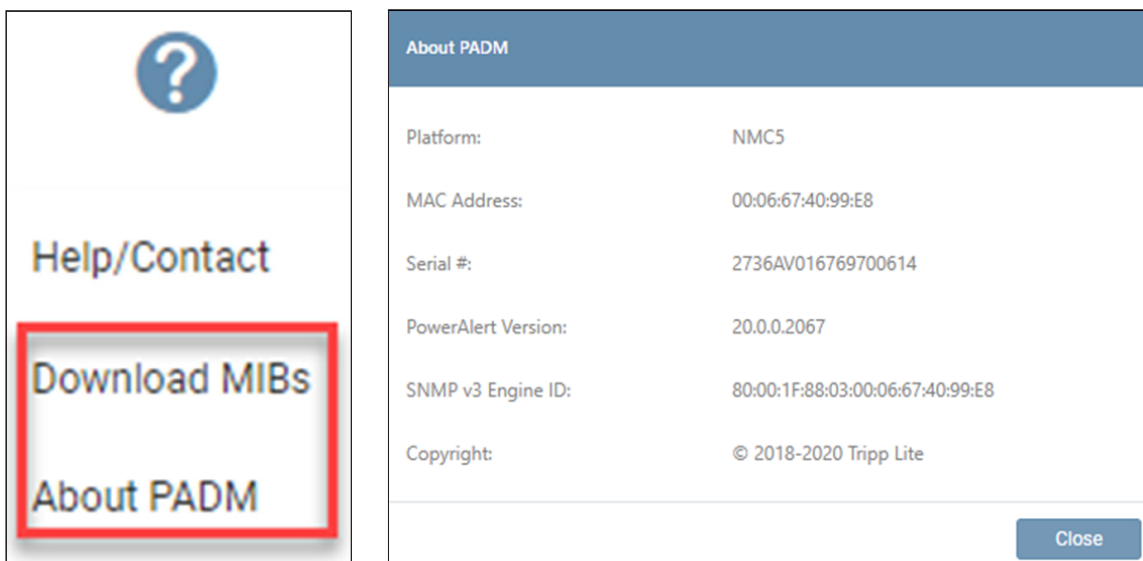 ?
Help/Contact
Download MIBs
About PADM
About PADM
Platform: NMC5
MAC Address: 00:06:67:40:99:E8
Serial #: 2736AV016769700614
PowerAlert Version: 20.0.0.2067
SNMP v3 Engine ID: 80:00:1F:88:03:00:06:67:40:99:E8
Copyright: © 2018-2020 Tripp Lite
Close